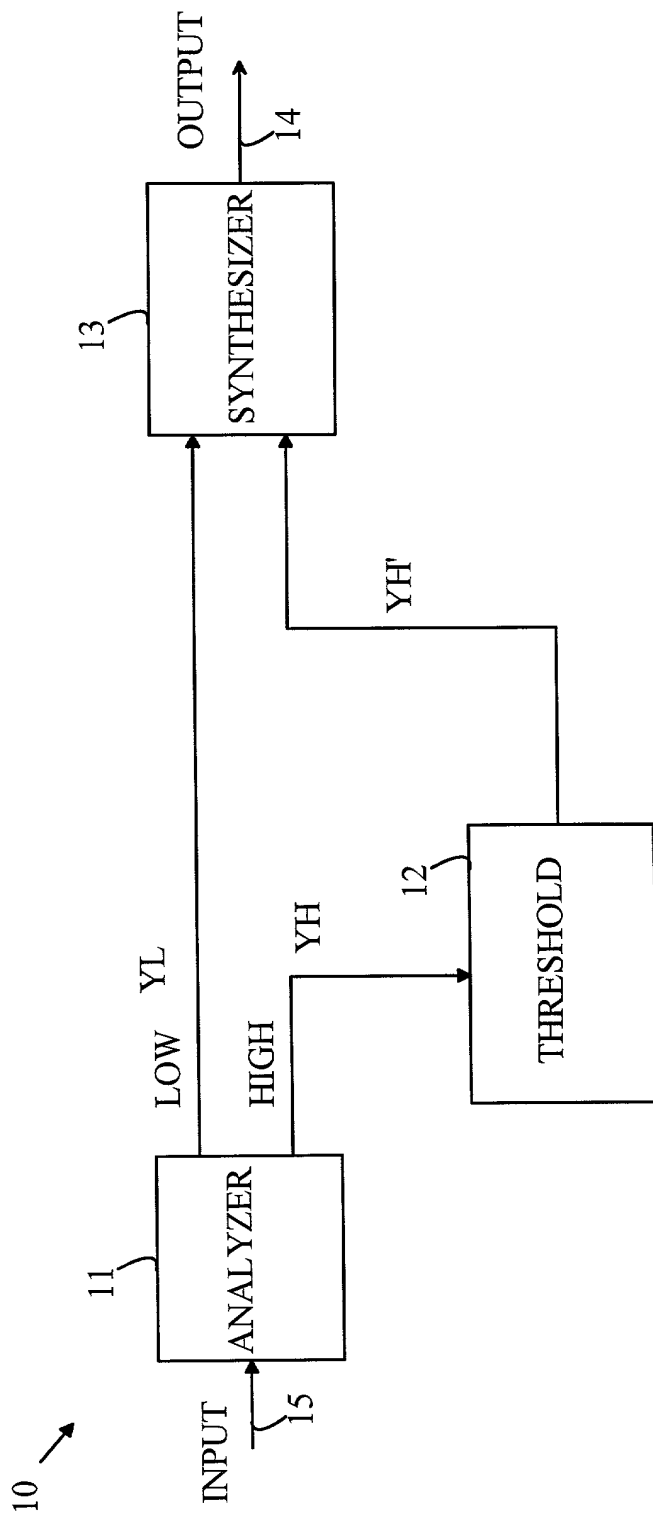 10
INPUT
15
11
ANALYZER
LOW YL
HIGH
YH
12
THRESHOLD
YH'
13
SYNTHESIZER
OUTPUT
14